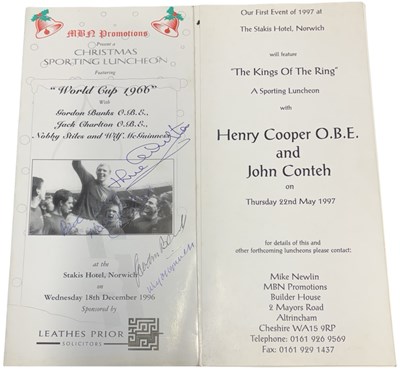 MBN Promotions
Present a
CHRISTMAS
SPORTING LUNCHEON
Featuring
"World Cup 1966"
With
Gordon Banks O.B.E.,
Jack Charlton O.B.E.,
Nobby Stiles and Wilf McGuinness
at the
Stakis Hotel, Norwich
on
Wednesday 18th December 1996
Sponsored by
LEATHES PRIOR
SOLICITORS
Our First Event of 1997 at
The Stakis Hotel, Norwich
will feature
"The Kings Of The Ring"
A Sporting Luncheon
with
Henry Cooper O.B.E.
and
John Conteh
on
Thursday 22nd May 1997
for details of this and
other forthcoming luncheons please contact:
Mike Newlin
MBN Promotions
Builder House
2 Mayors Road
Altrincham
Cheshire WA15 9RP
Telephone: 0161 926 9569
Fax: 0161 929 1437